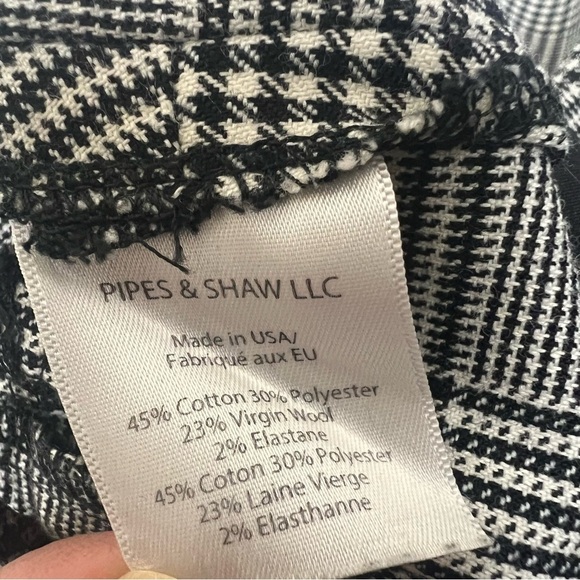 PIPES & SHAW LLC
Made in USA/
Fabriqué aux EU
45% Cotton 30% Polyester
23% Virgin Wool
2% Elastane
45% Coton 30% Polyester
23% Laine Vierge
2% Elasthanne